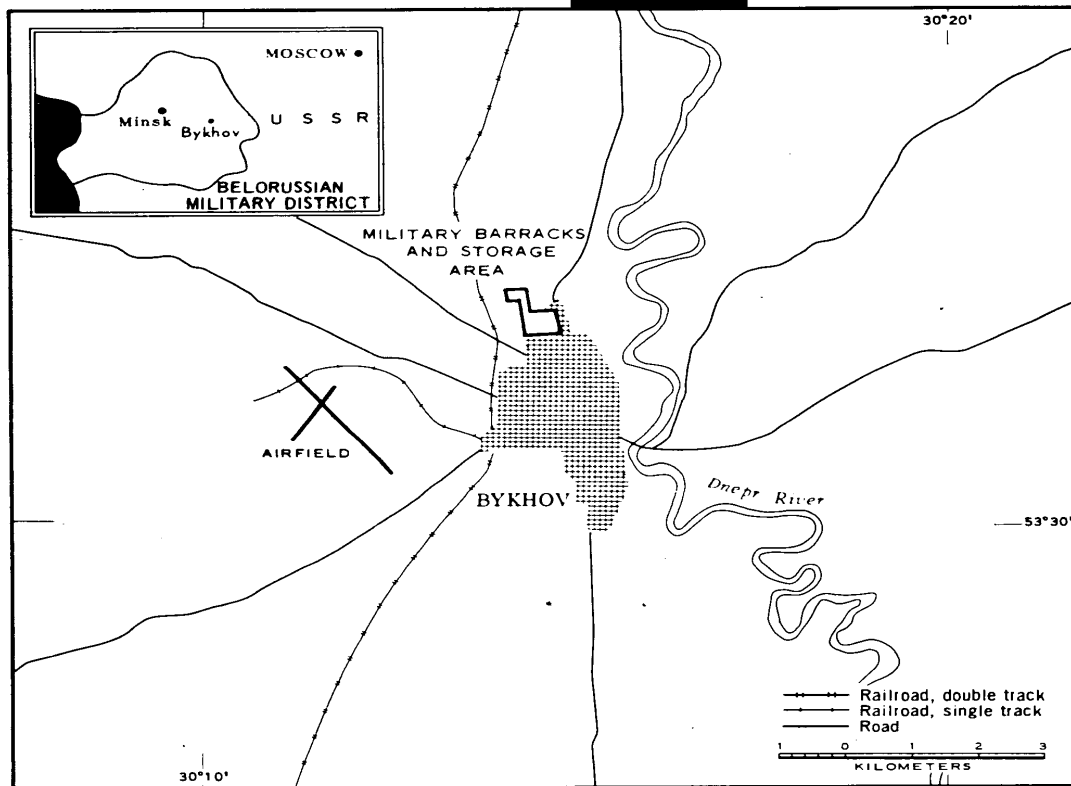 30°20'
MOSCOW
Minsk
Bykhov
U S S R
BELORUSSIAN
MILITARY DISTRICT
MILITARY BARRACKS
AND STORAGE
AREA
AIRFIELD
BYKHOV
Dnepr River
53°30'
Railroad, double track
Railroad, single track
Road
1 0 1 2 3
KILOMETERS
30°10'